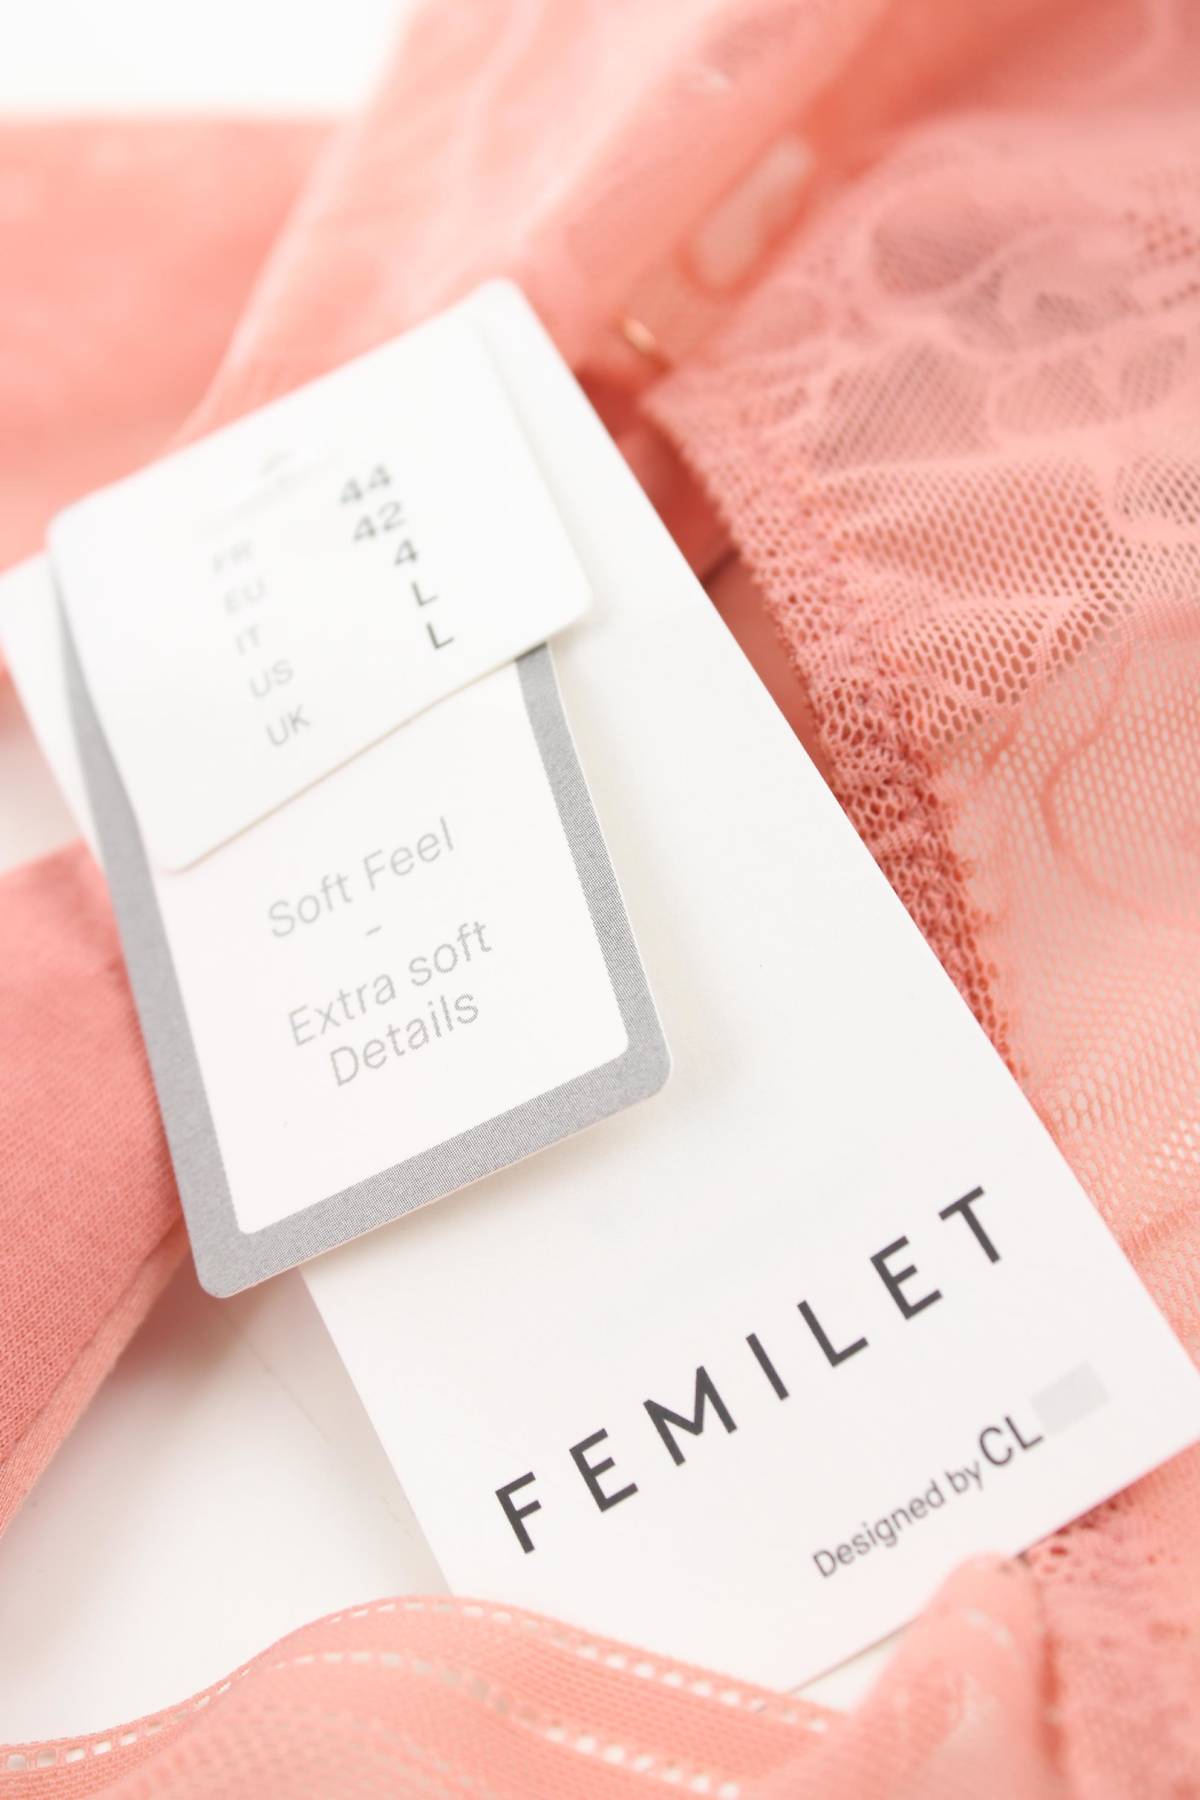 FR 44
EU 42
IT 4
US L
UK L
Soft Feel
-
Extra soft
Details
FEMILET
Designed by CL